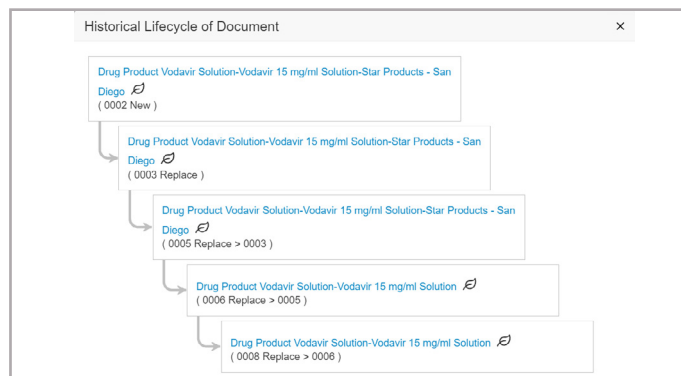 Historical Lifecycle of Document ×
Drug Product Vodavir Solution-Vodavir 15 mg/ml Solution-Star Products - San
Diego
( 0002 New )
Drug Product Vodavir Solution-Vodavir 15 mg/ml Solution-Star Products - San
Diego
( 0003 Replace )
Drug Product Vodavir Solution-Vodavir 15 mg/ml Solution-Star Products - San
Diego
( 0005 Replace > 0003 )
Drug Product Vodavir Solution-Vodavir 15 mg/ml Solution
( 0006 Replace > 0005 )
Drug Product Vodavir Solution-Vodavir 15 mg/ml Solution
( 0008 Replace > 0006 )